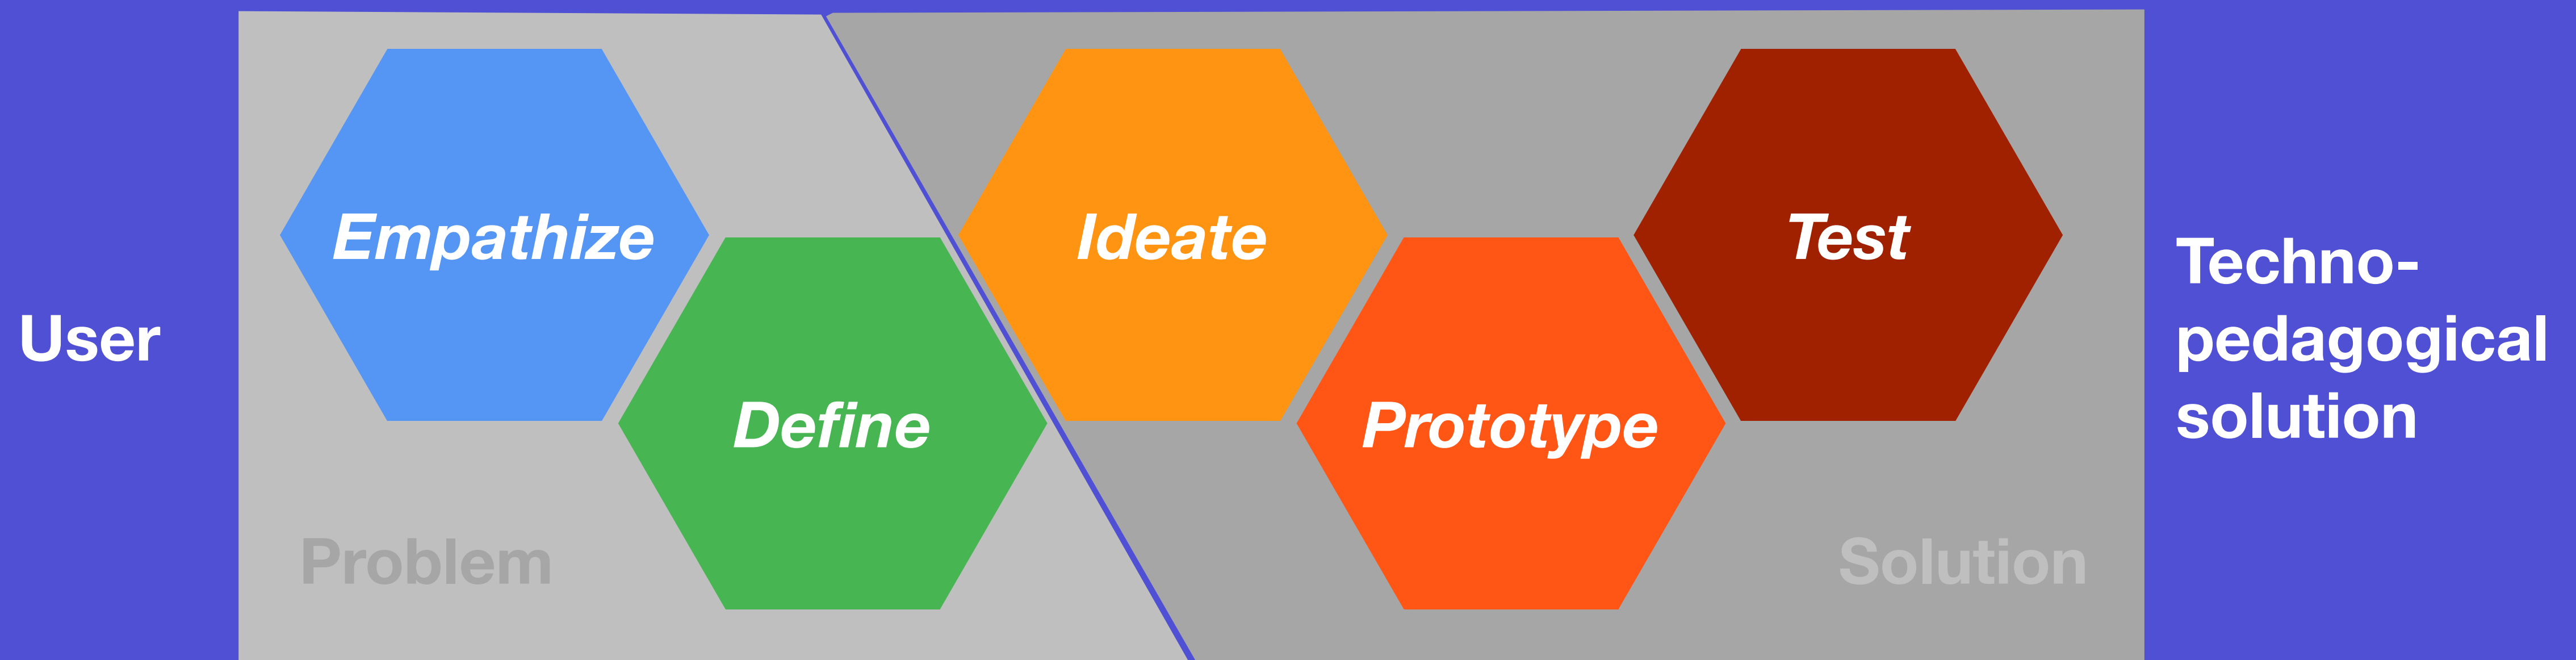 User
Empathize
Define
Problem
Ideate
Prototype
Test
Solution
Techno-
pedagogical
solution